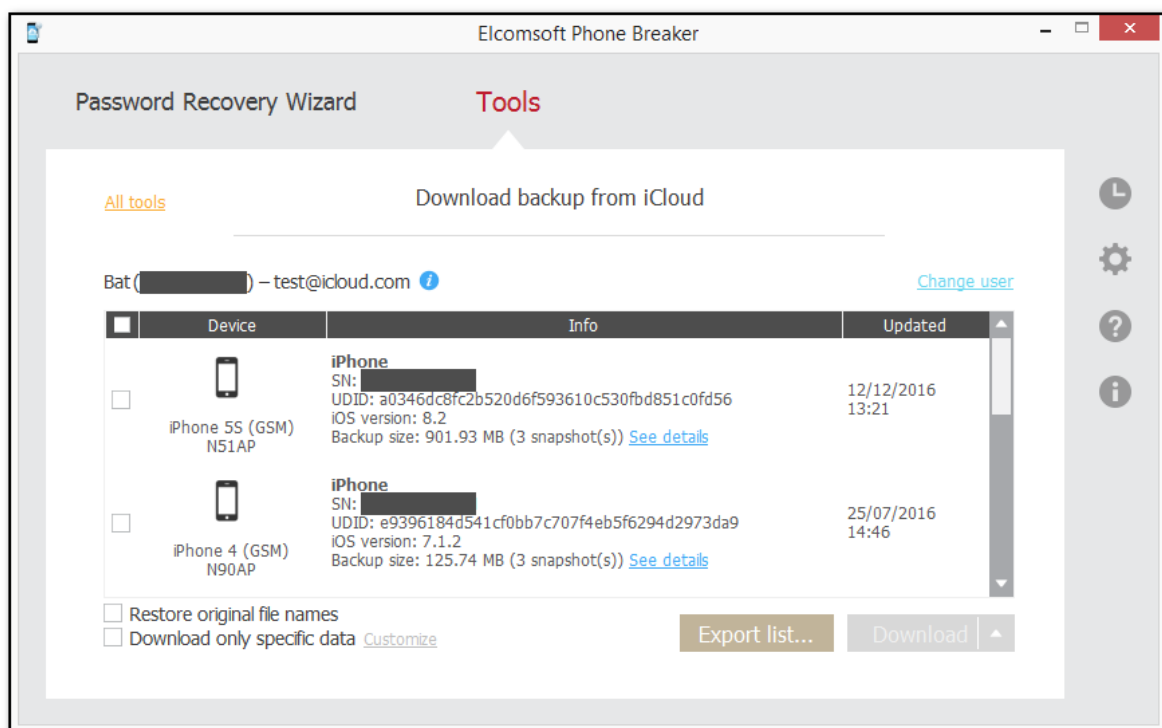 Elcomsoft Phone Breaker
Password Recovery Wizard
Tools
All tools
Download backup from iCloud
Bat ( ) – test@icloud.com
Change user
Device
Info
Updated
iPhone
SN:
UDID: a0346dc8fc2b520d6f593610c530fbd851c0fd56
iOS version: 8.2
Backup size: 901.93 MB (3 snapshot(s)) See details
iPhone 5S (GSM)
N51AP
12/12/2016
13:21
iPhone
SN:
UDID: e9396184d541cf0bb7c707f4eb5f6294d2973da9
iOS version: 7.1.2
Backup size: 125.74 MB (3 snapshot(s)) See details
iPhone 4 (GSM)
N90AP
25/07/2016
14:46
Restore original file names
Download only specific data Customize
Export list...
Download